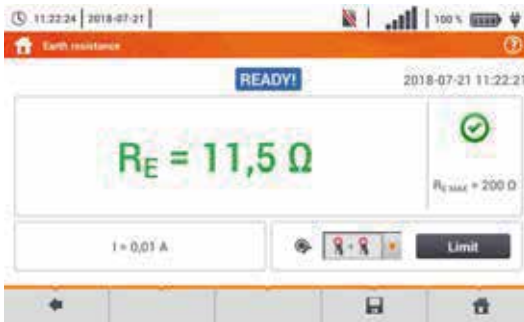 11:22:24 2018-07-21 100 %
Earth resistance
READY! 2018-07-21 11:22:21
RE = 11,5 Ω
RE MAX = 200 Ω
I = 0,01 A
Limit